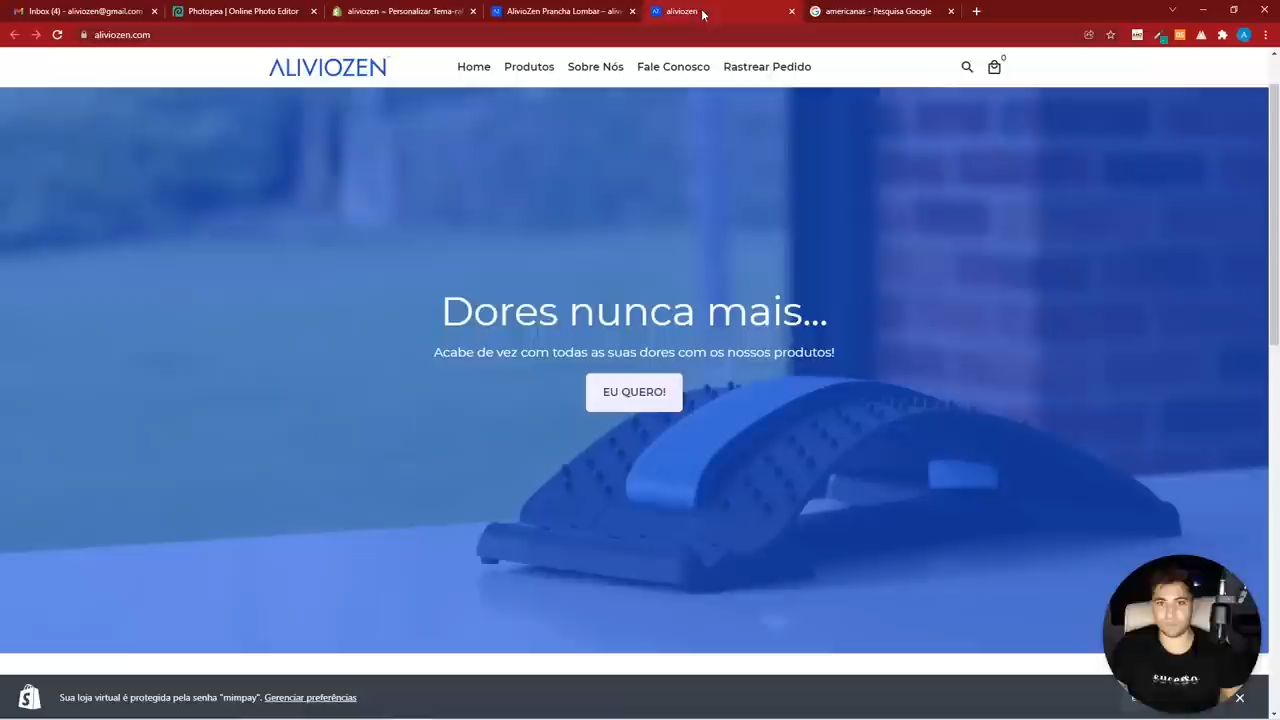 Inbox (4) - aliviozen@gmail.com
Photopea | Online Photo Editor
aliviozen ~ Personalizar Tema-ral
AlivioZen Prancha Lombar – aliv
aliviozen
americanas - Pesquisa Google
aliviozen.com
ALIVIOZEN
Home
Produtos
Sobre Nós
Fale Conosco
Rastrear Pedido
0
Dores nunca mais...
Acabe de vez com todas as suas dores com os nossos produtos!
EU QUERO!
Sua loja virtual é protegida pela senha "mimpay". Gerenciar preferências